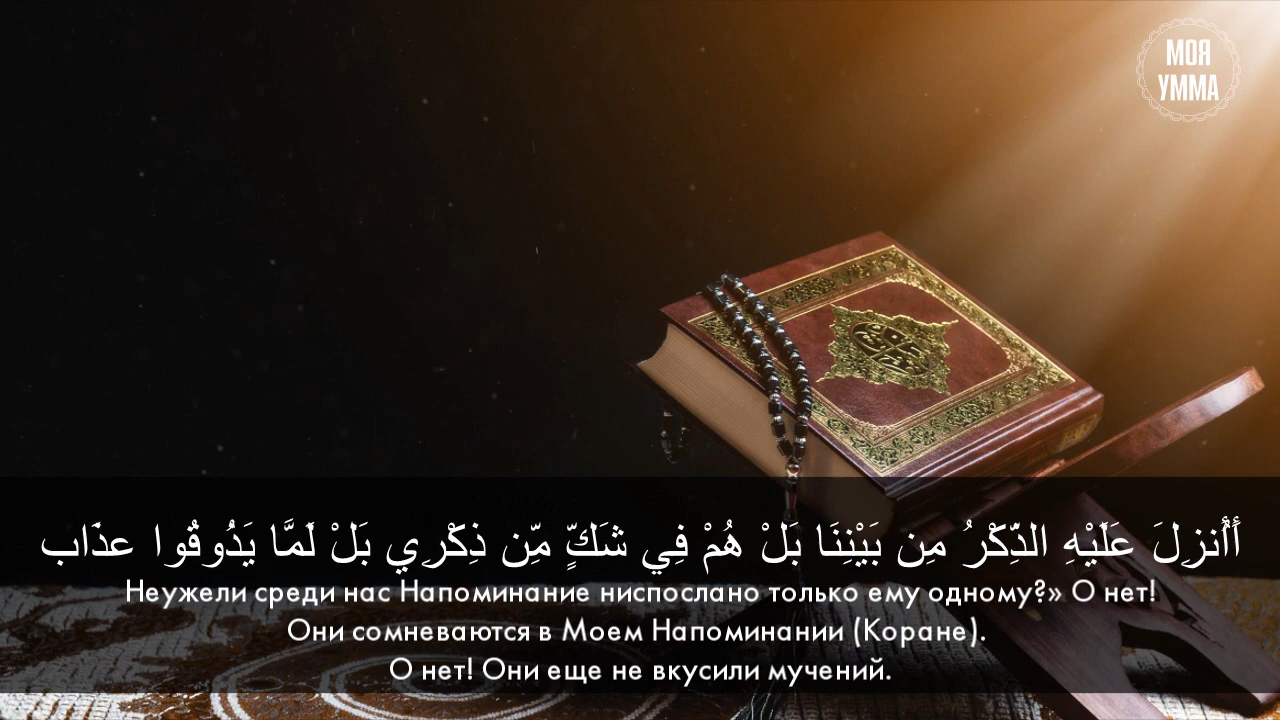 МОЯ
УММА
أَأُنزِلَ عَلَيْهِ الذِّكْرُ مِن بَيْنِنَا بَلْ هُمْ فِي شَكٍّ مِّن ذِكْرِي بَلْ لَمَّا يَذُوقُوا عذَاب
Неужели среди нас Напоминание ниспослано только ему одному?» О нет!
Они сомневаются в Моем Напоминании (Коране).
О нет! Они еще не вкусили мучений.